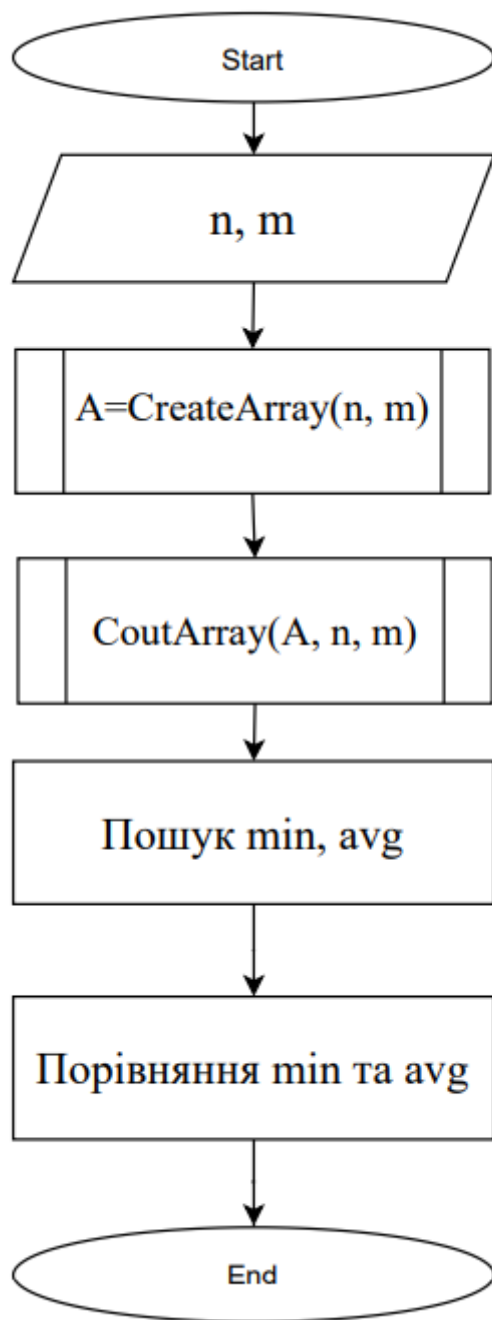 Start
n, m
A=CreateArray(n, m)
CoutArray(A, n, m)
Пошук min, avg
Порівняння min та avg
End